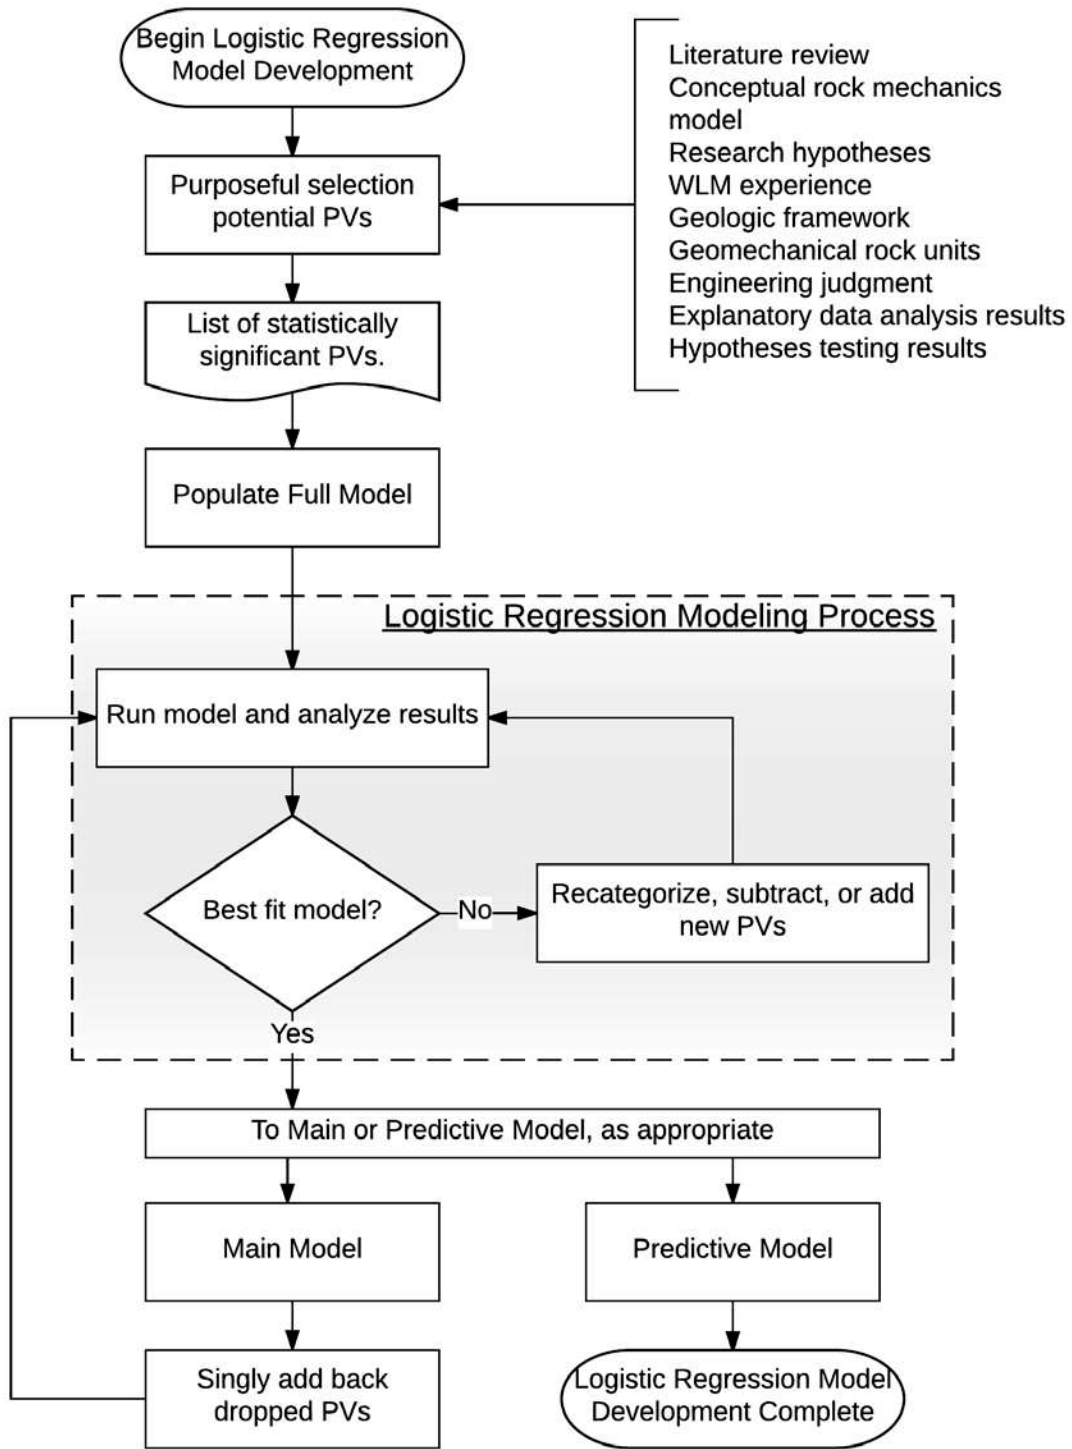 Begin Logistic Regression
Model Development
Literature review
Conceptual rock mechanics
model
Research hypotheses
WLM experience
Geologic framework
Geomechanical rock units
Engineering judgment
Explanatory data analysis results
Hypotheses testing results
Purposeful selection
potential PVs
List of statistically
significant PVs.
Populate Full Model
Logistic Regression Modeling Process
Run model and analyze results
Best fit model?
No
Recategorize, subtract, or add
new PVs
Yes
To Main or Predictive Model, as appropriate
Main Model
Predictive Model
Singly add back
dropped PVs
Logistic Regression Model
Development Complete